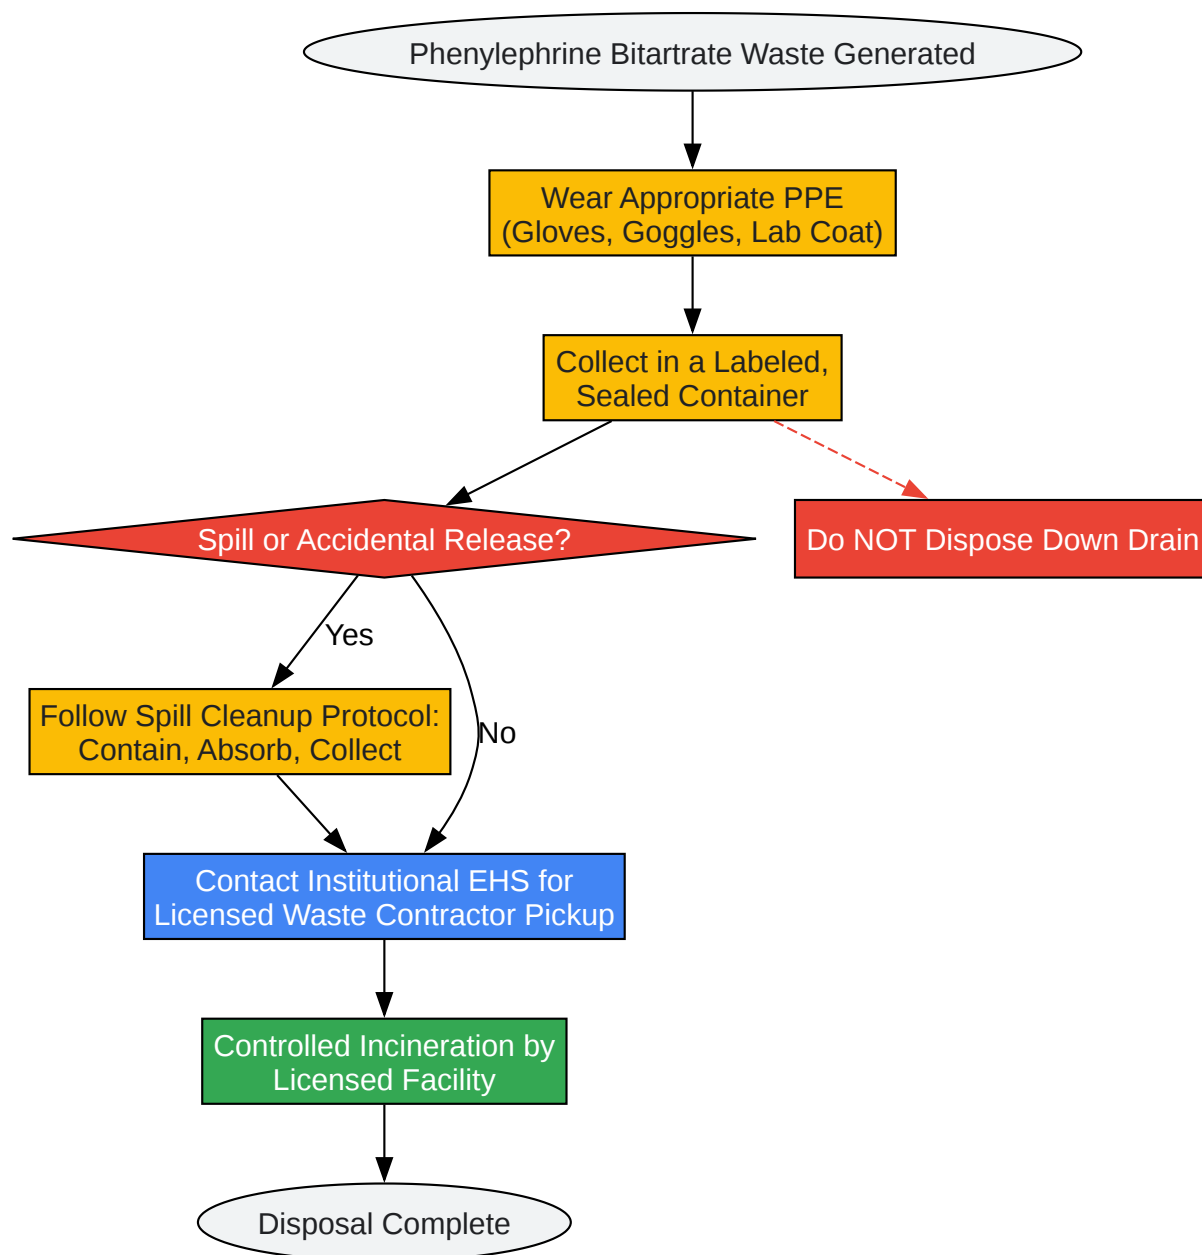 Phenylephrine Bitartrate Waste Generated
Wear Appropriate PPE
(Gloves, Goggles, Lab Coat)
Collect in a Labeled,
Sealed Container
Spill or Accidental Release?
Do NOT Dispose Down Drain
Yes
Follow Spill Cleanup Protocol:
Contain, Absorb, Collect
No
Contact Institutional EHS for
Licensed Waste Contractor Pickup
Controlled Incineration by
Licensed Facility
Disposal Complete